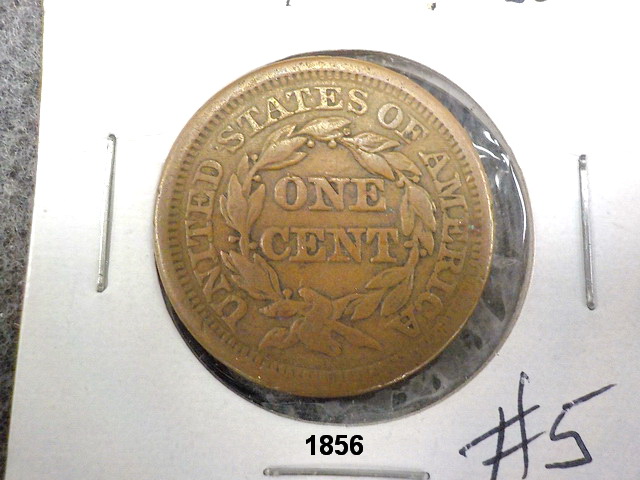 UNITED STATES OF AMERICA
ONE
CENT
1856
#5